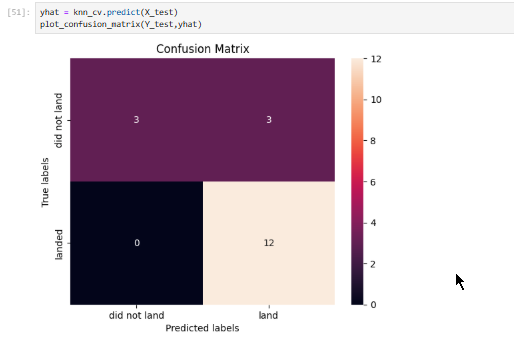 [51]: yhat = knn_cv.predict(X_test)
plot_confusion_matrix(Y_test,yhat)
Confusion Matrix
12
10
8
6
4
2
0
True labels
did not land
3
3
landed
0
12
did not land
land
Predicted labels